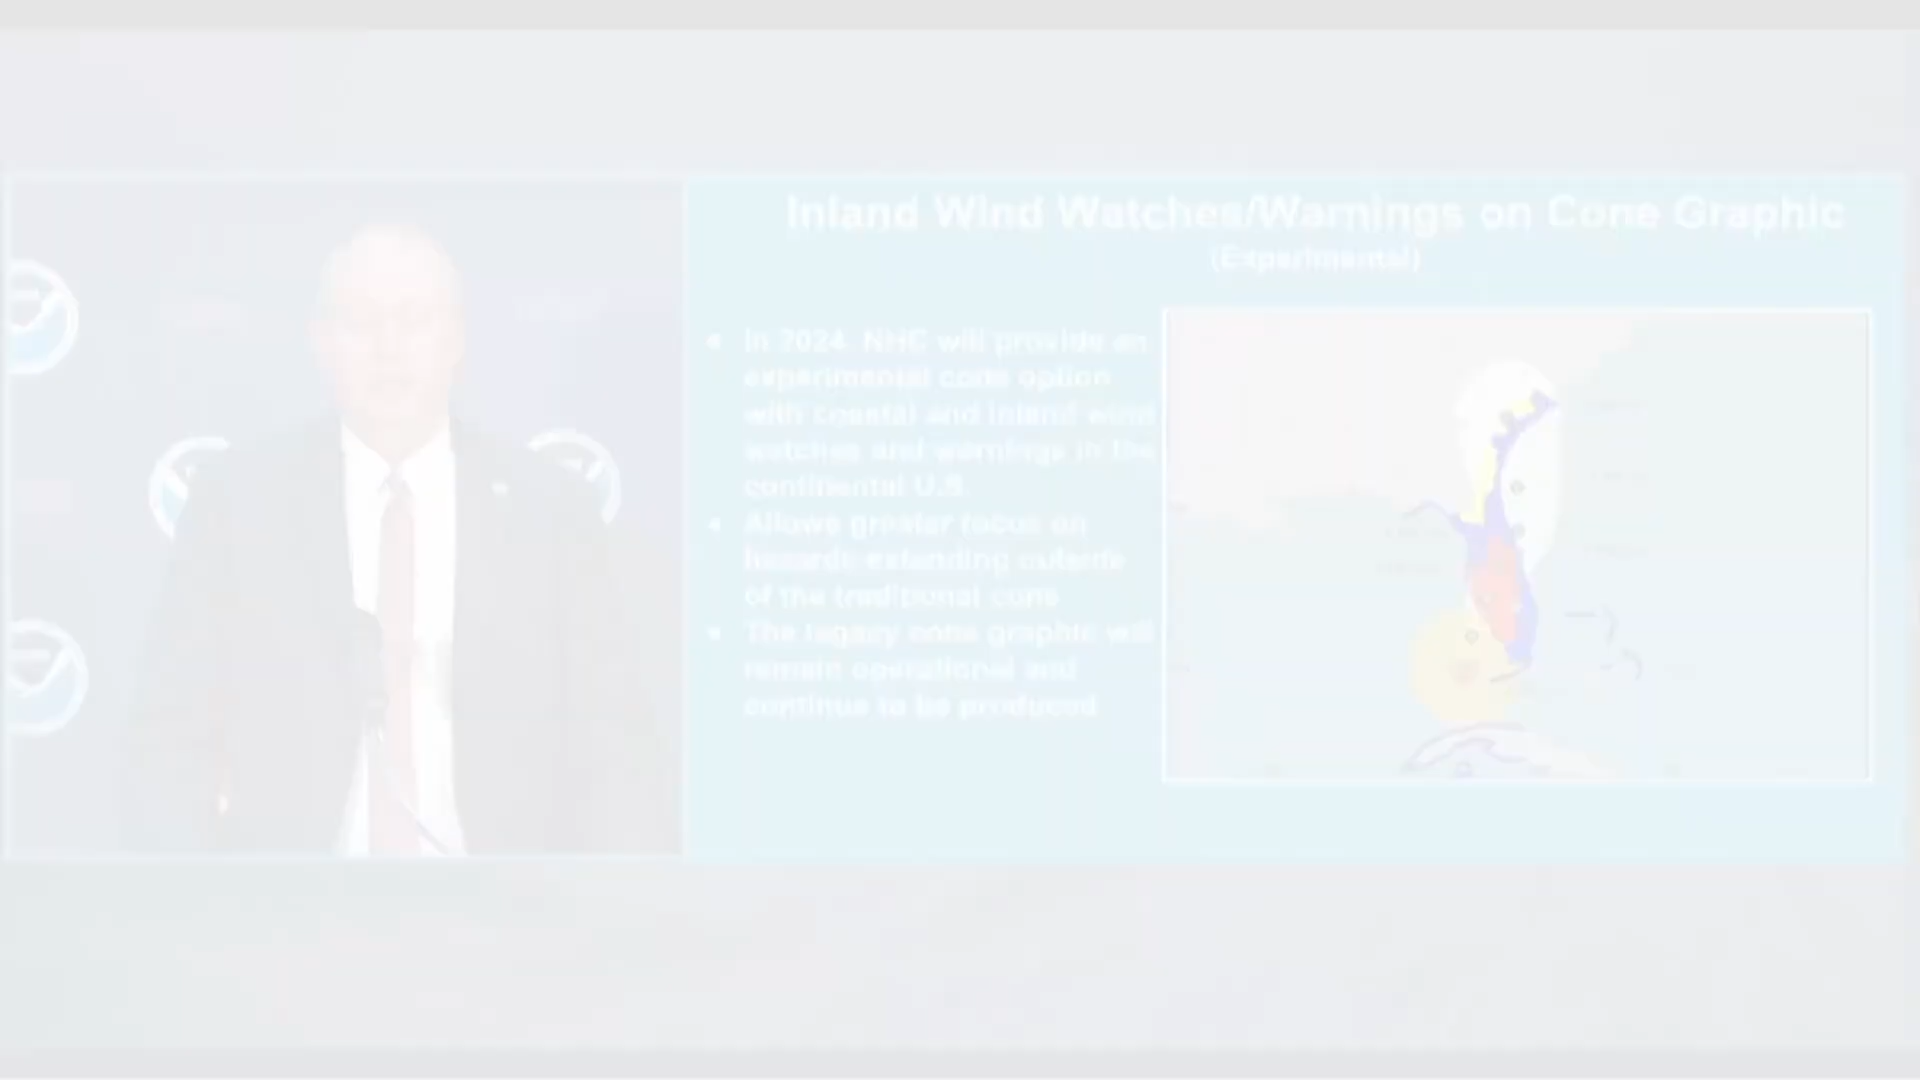 Inland Wind Watches/Warnings on Cone Graphic
(Experimental)
• In 2024, NHC will provide an
experimental cone option
with coastal and inland wind
watches and warnings in the
continental U.S.
• Allows greater focus on
hazards extending outside
of the traditional cone
• The legacy cone graphic will
remain operational and
continue to be produced